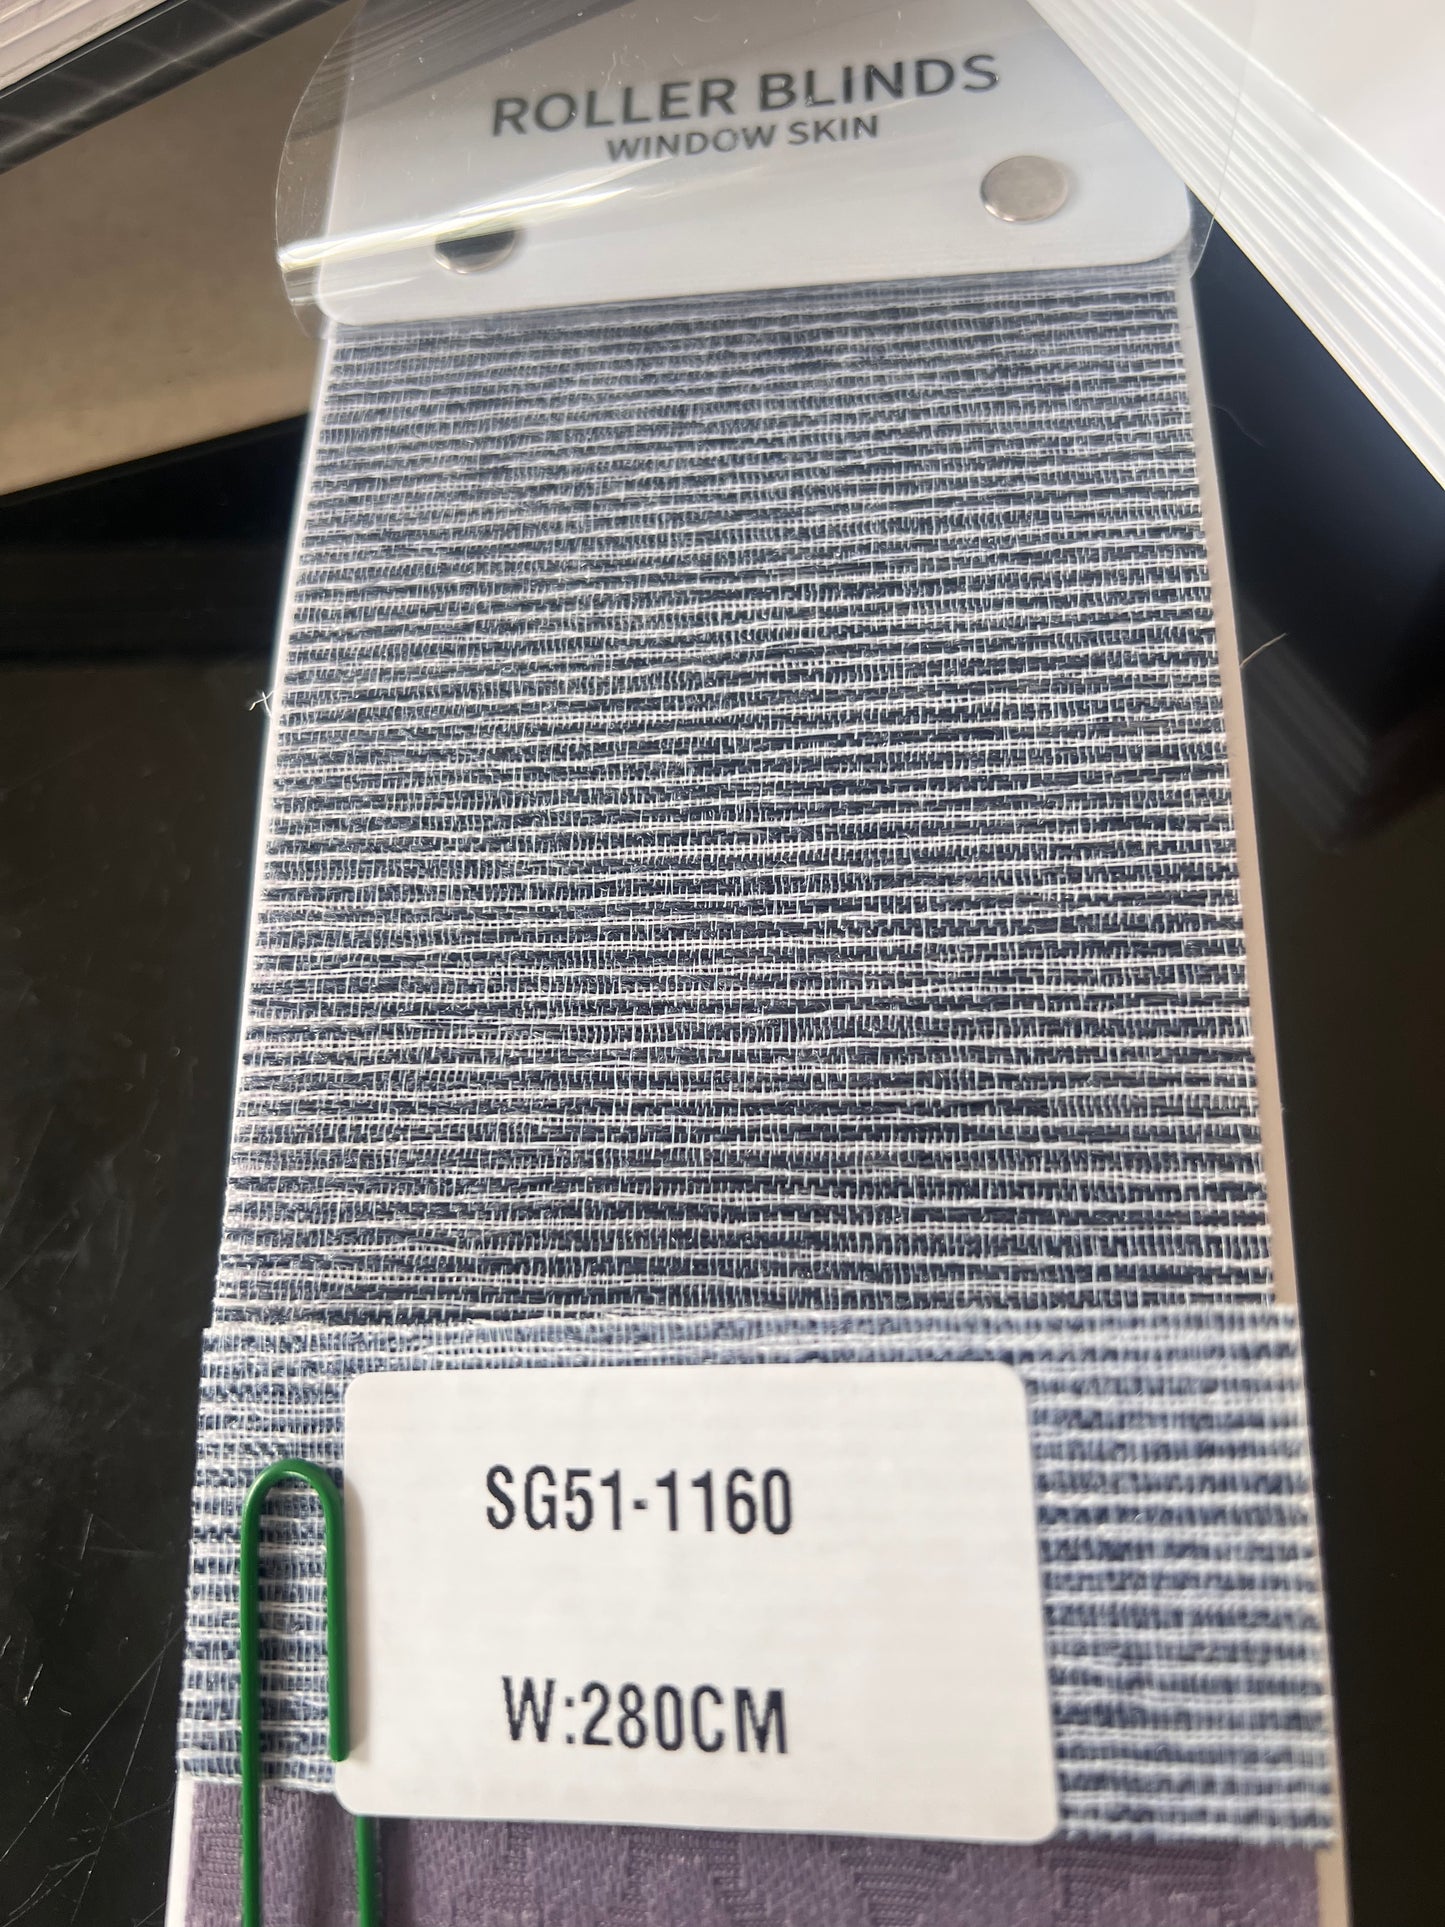 ROLLER BLINDS
WINDOW SKIN
SG51-1160
W:280CM